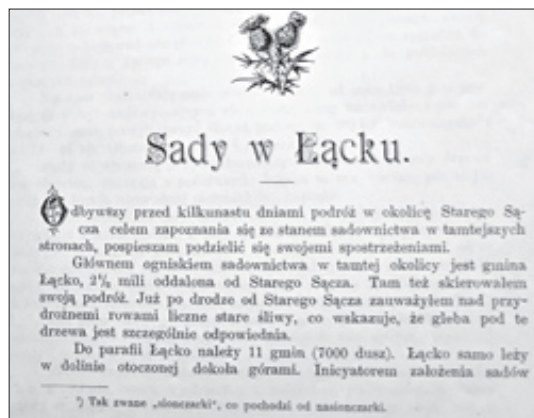 Sady w Łącku.
Odbywszy przed kilkunastu dniami podróż w okolicę Starego Są-
cza celem zapoznania się ze stanem sadownictwa w tamtejszych
stronach, pospieszam podzielić się swojemi spostrzeżeniami.
Głównem ogniskiem sadownictwa w tamtej okolicy jest gmina
Łącko, 2½ mili oddalona od Starego Sącza. Tam też skierowałem
swoją podróż. Już po drodze od Starego Sącza zauważyłem nad przy-
drożnemi rowami liczne stare śliwy, co wskazuje, że gleba pod te
drzewa jest szczególnie odpowiednia.
Do parafii Łącko należy 11 gmin (7000 dusz). Łącko samo leży
w dolinie otoczonej dokoła górami. Inicyatorem założenia sadów
Tak zwane „sionczarki”, co pochodzi od nasionczarki.